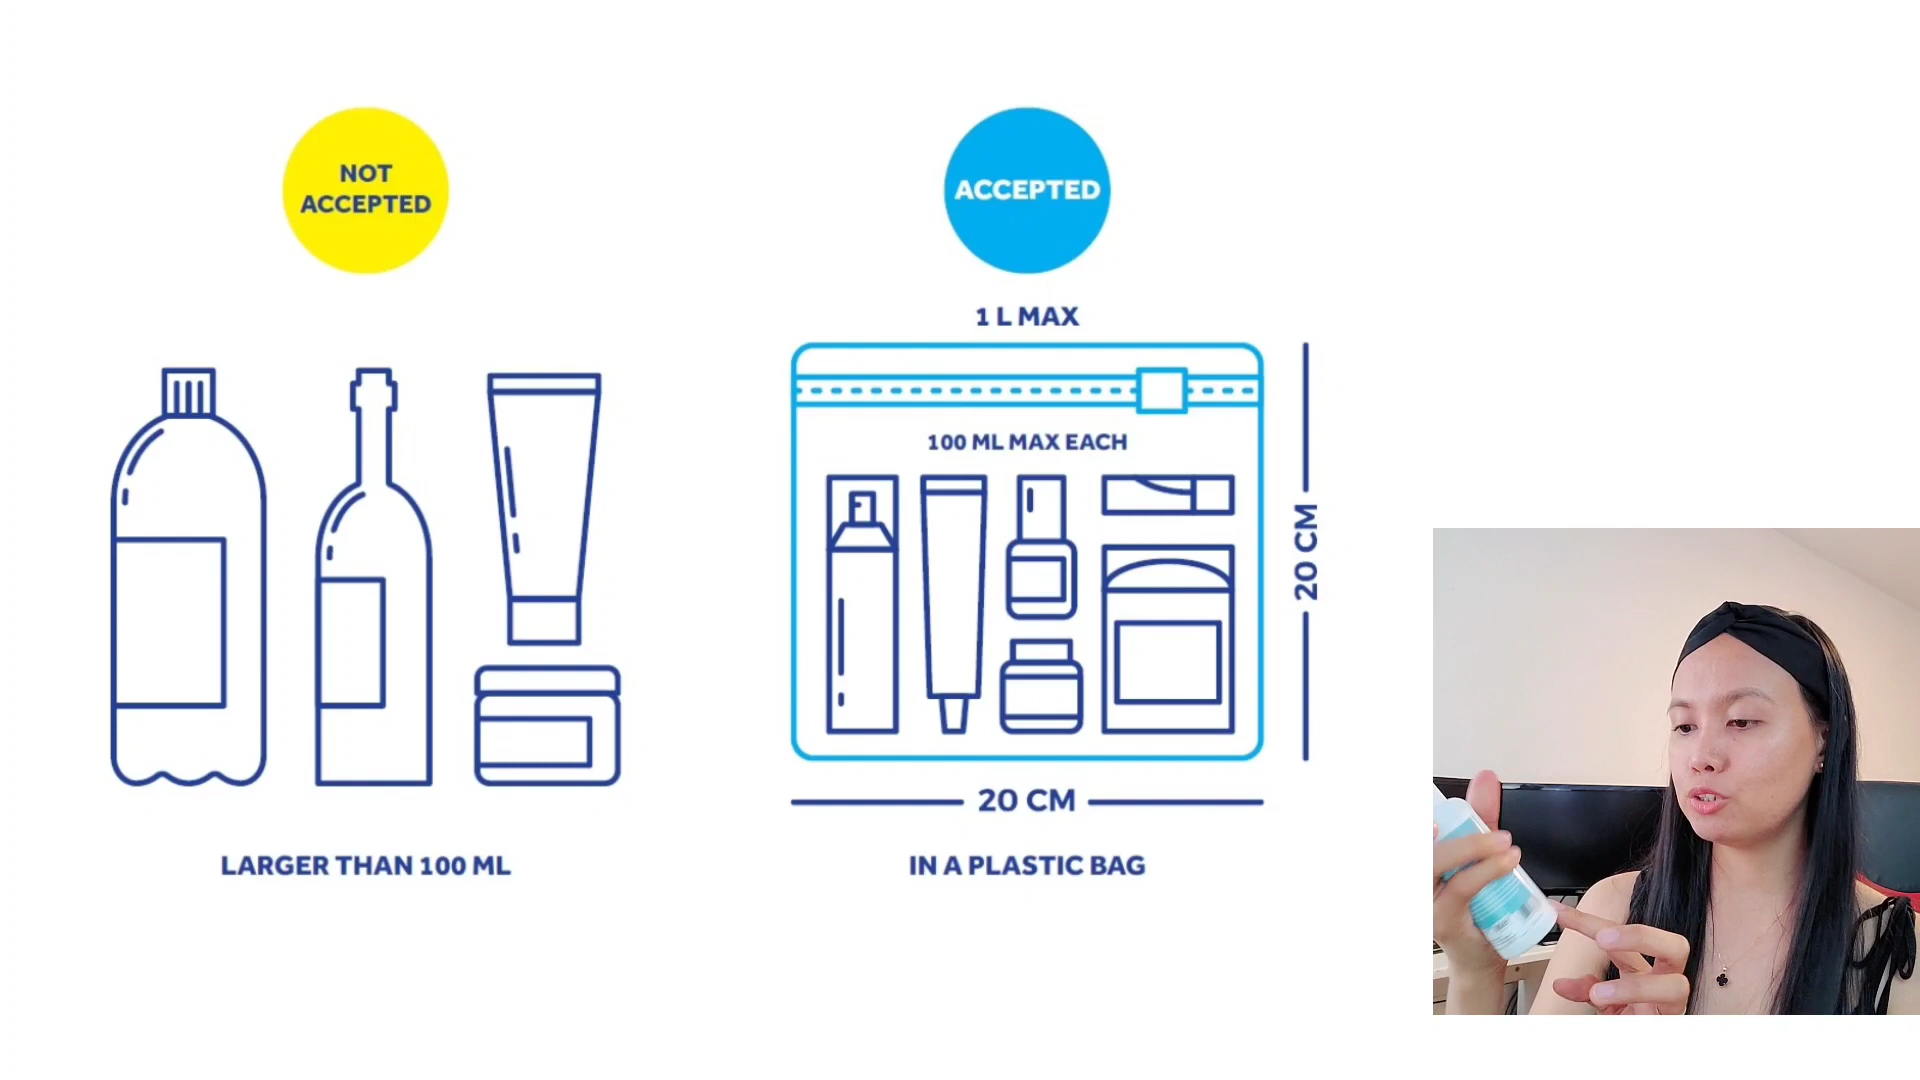 NOT
ACCEPTED
LARGER THAN 100 ML
ACCEPTED
1 L MAX
100 ML MAX EACH
20 CM
20 CM
IN A PLASTIC BAG